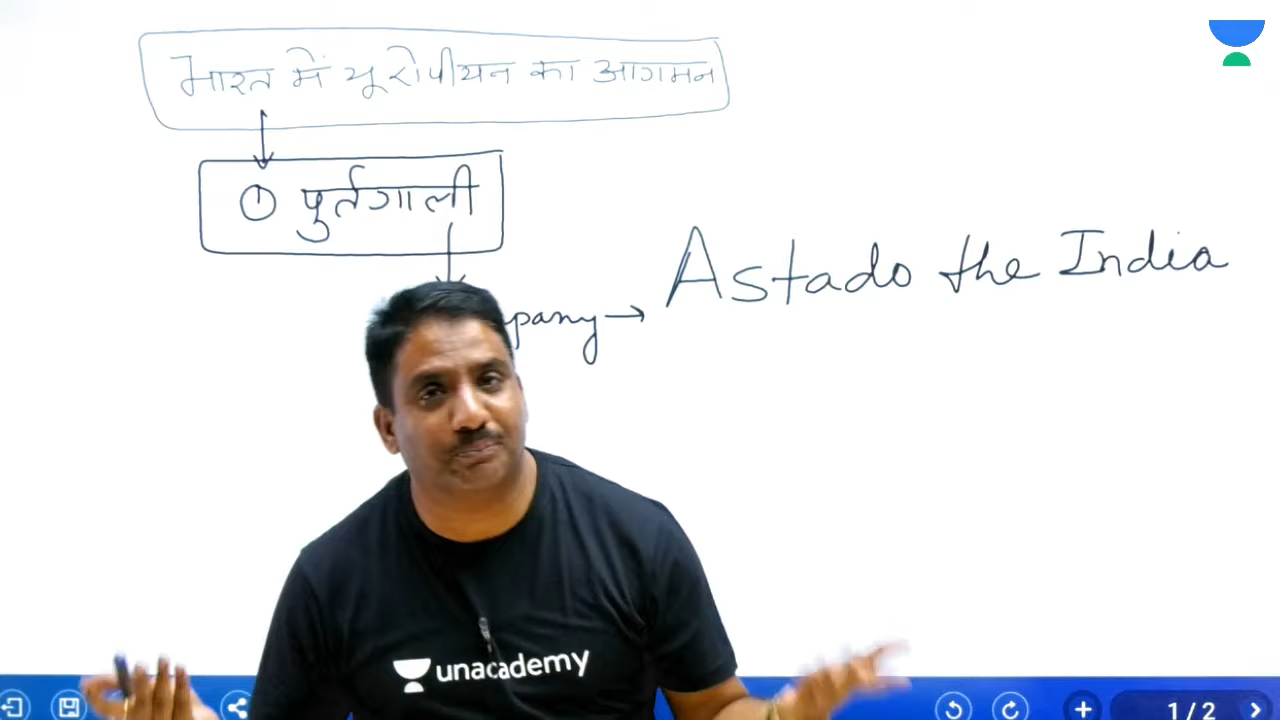 भारत में यूरोपीयन का आगमन
① पुर्तगाली
pany → Astado the India
unacademy
1/2